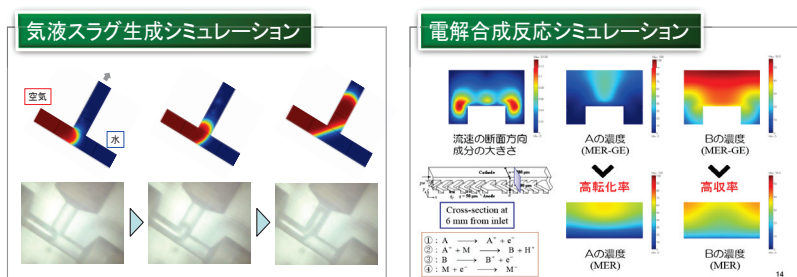 気液スラグ生成シミュレーション
空気
水
電解合成反応シミュレーション
流速の断面方向
成分の大きさ
Aの濃度
(MER-GE)
Bの濃度
(MER-GE)
高転化率
高収率
Cathode
Anode
Cross-section at
6 mm from inlet
Aの濃度
(MER)
Bの濃度
(MER)
①: A ⟶ A⁺ + e⁻
②: A⁺ + M ⟶ B + H⁺
③: B ⟶ B⁺ + e⁻
④: M + e⁻ ⟶ M⁻
14